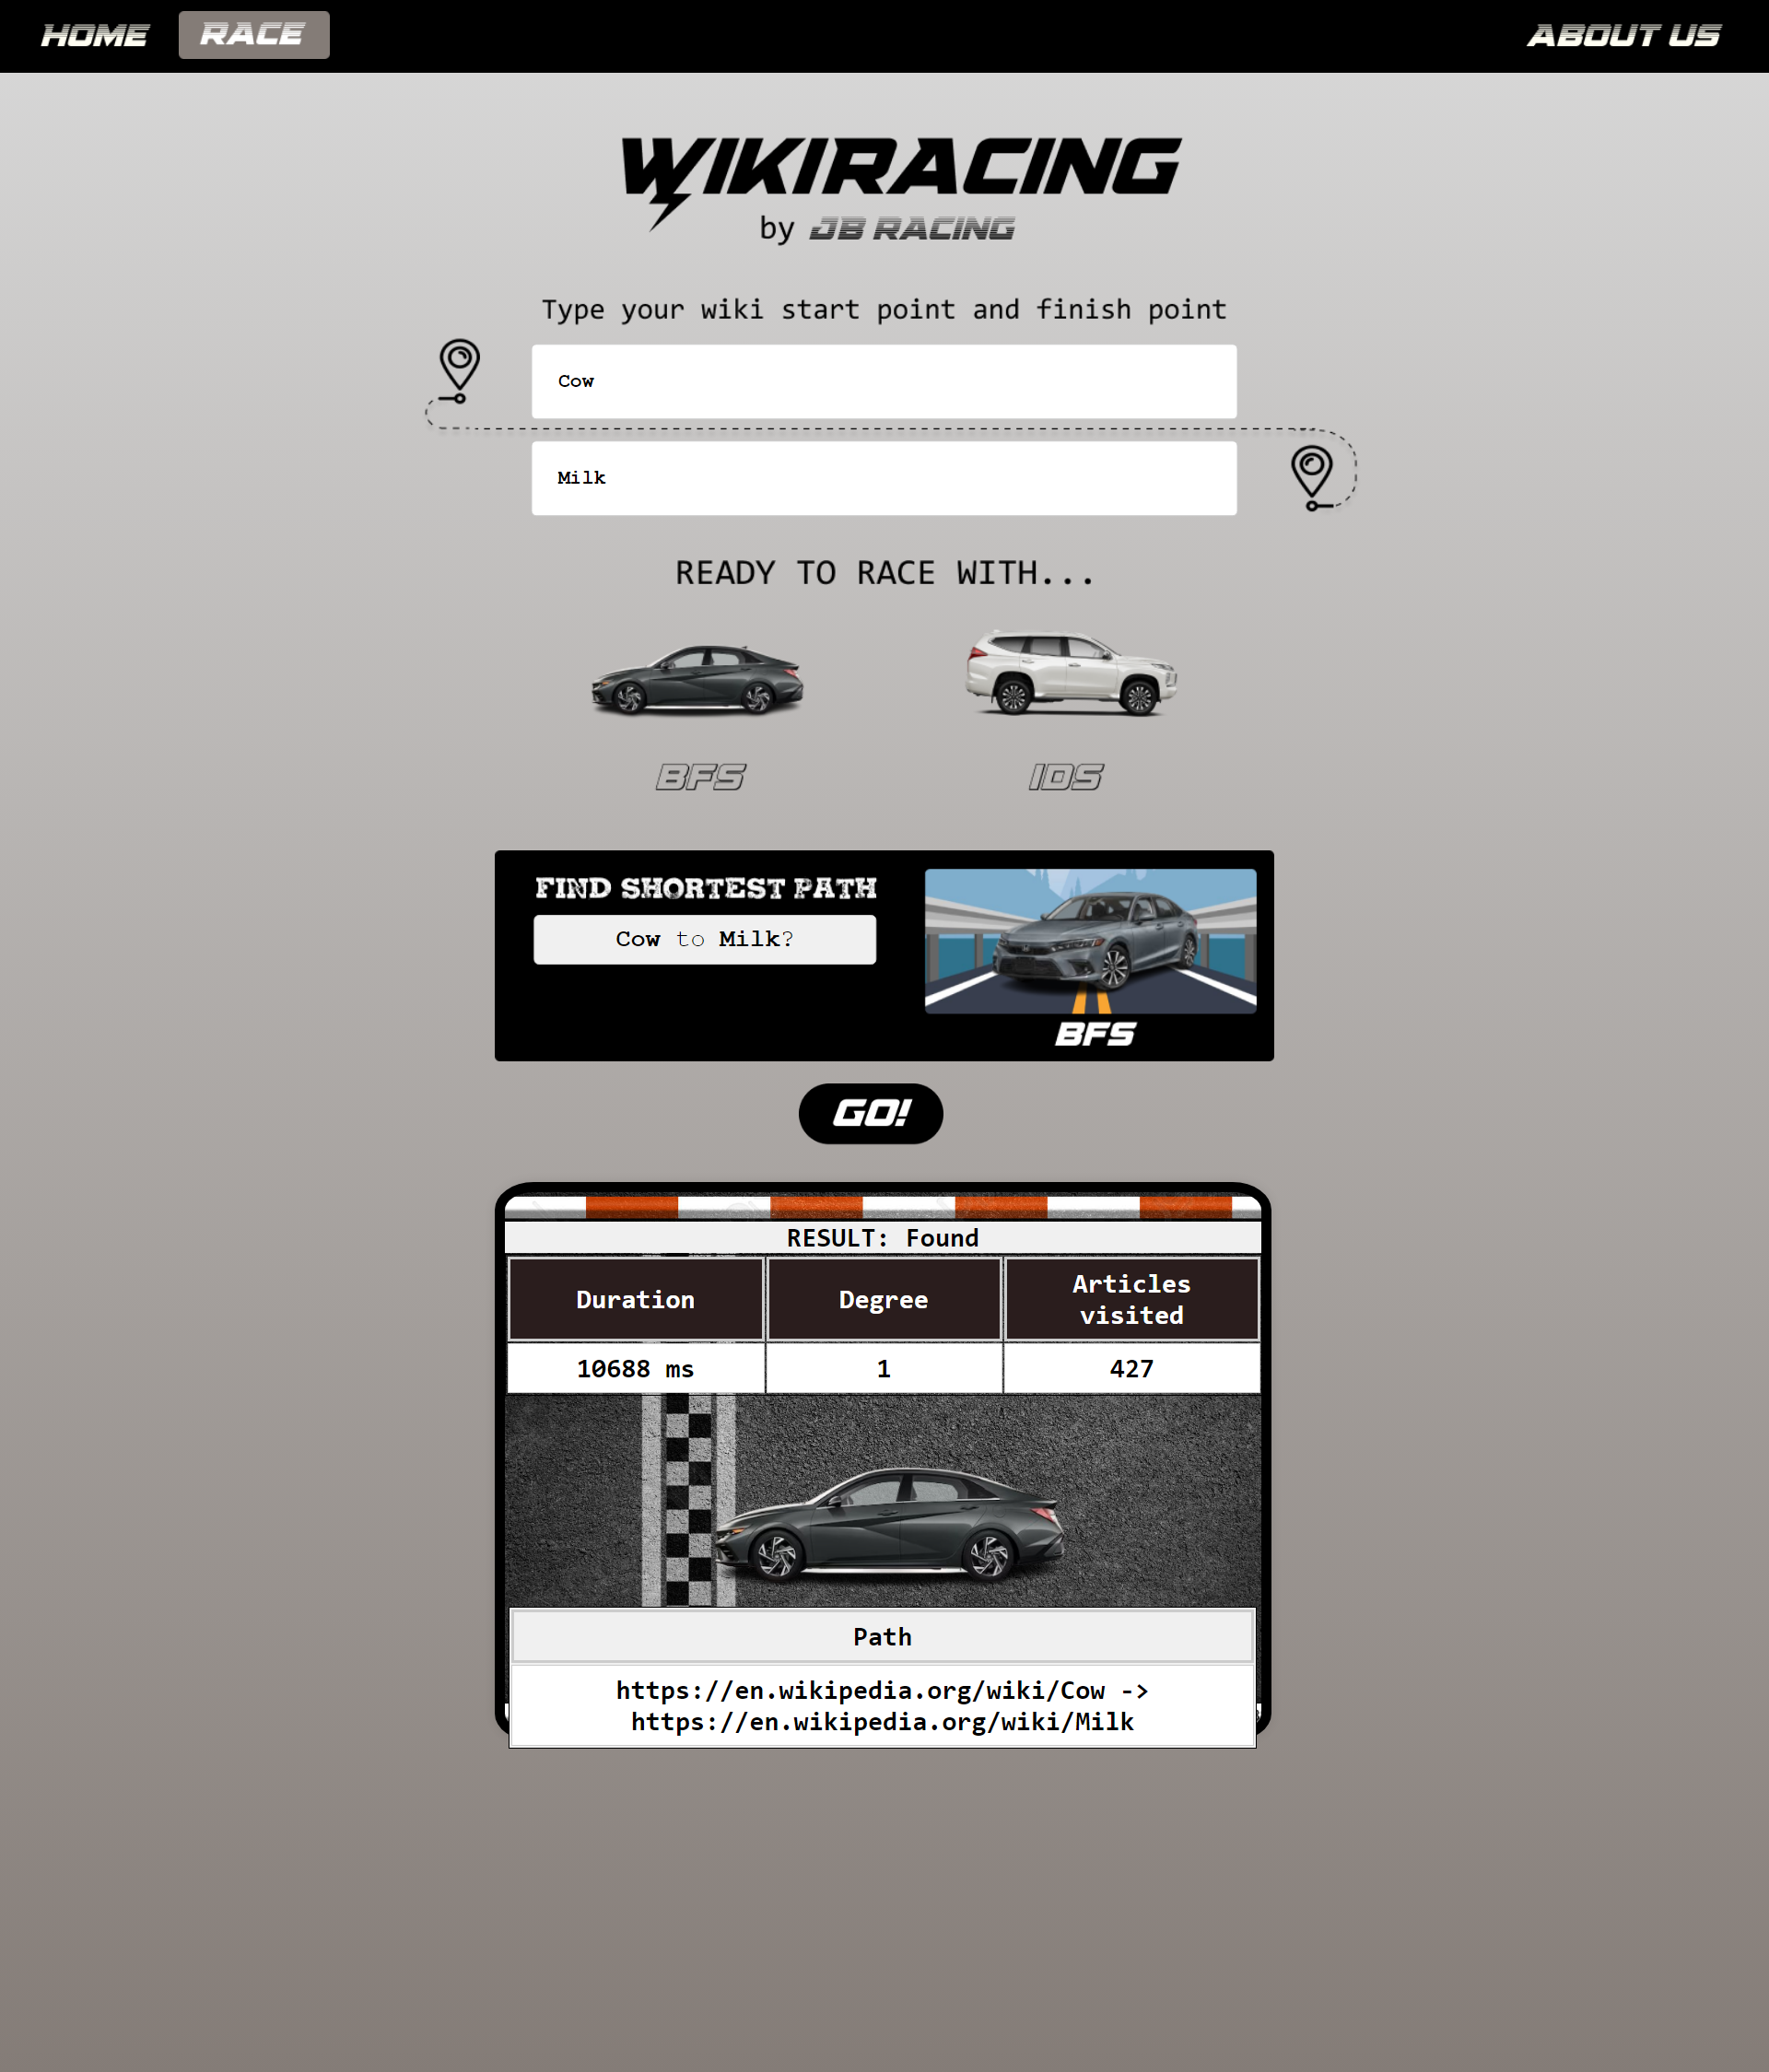 HOME RACE ABOUT US
WIKIRACING
by JB RACING
Type your wiki start point and finish point
Cow
Milk
READY TO RACE WITH...
BFS IDS
FIND SHORTEST PATH
Cow to Milk?
BFS
GO!
RESULT: Found
Duration Degree Articles
visited
10688 ms 1 427
Path
https://en.wikipedia.org/wiki/Cow ->
https://en.wikipedia.org/wiki/Milk